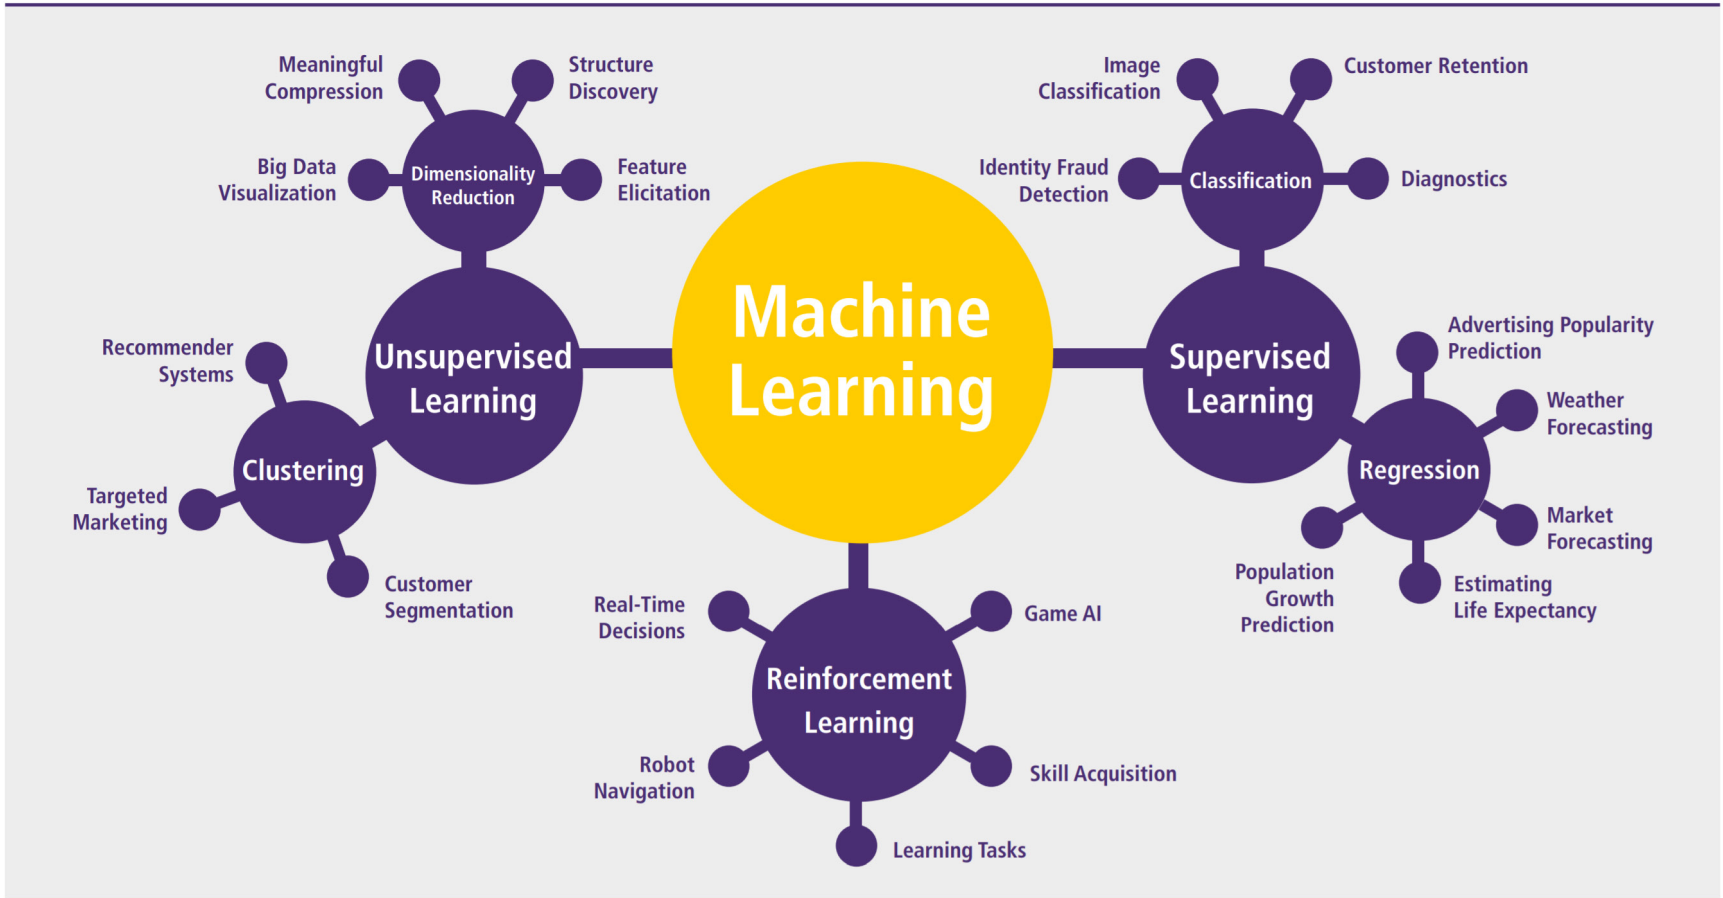 Meaningful
Compression
Structure
Discovery
Big Data
Visualization
Dimensionality
Reduction
Feature
Elicitation
Unsupervised
Learning
Recommender
Systems
Clustering
Targeted
Marketing
Customer
Segmentation
Machine
Learning
Image
Classification
Customer Retention
Identity Fraud
Detection
Classification
Diagnostics
Supervised
Learning
Advertising Popularity
Prediction
Weather
Forecasting
Regression
Market
Forecasting
Population
Growth
Prediction
Estimating
Life Expectancy
Real-Time
Decisions
Game AI
Reinforcement
Learning
Robot
Navigation
Skill Acquisition
Learning Tasks